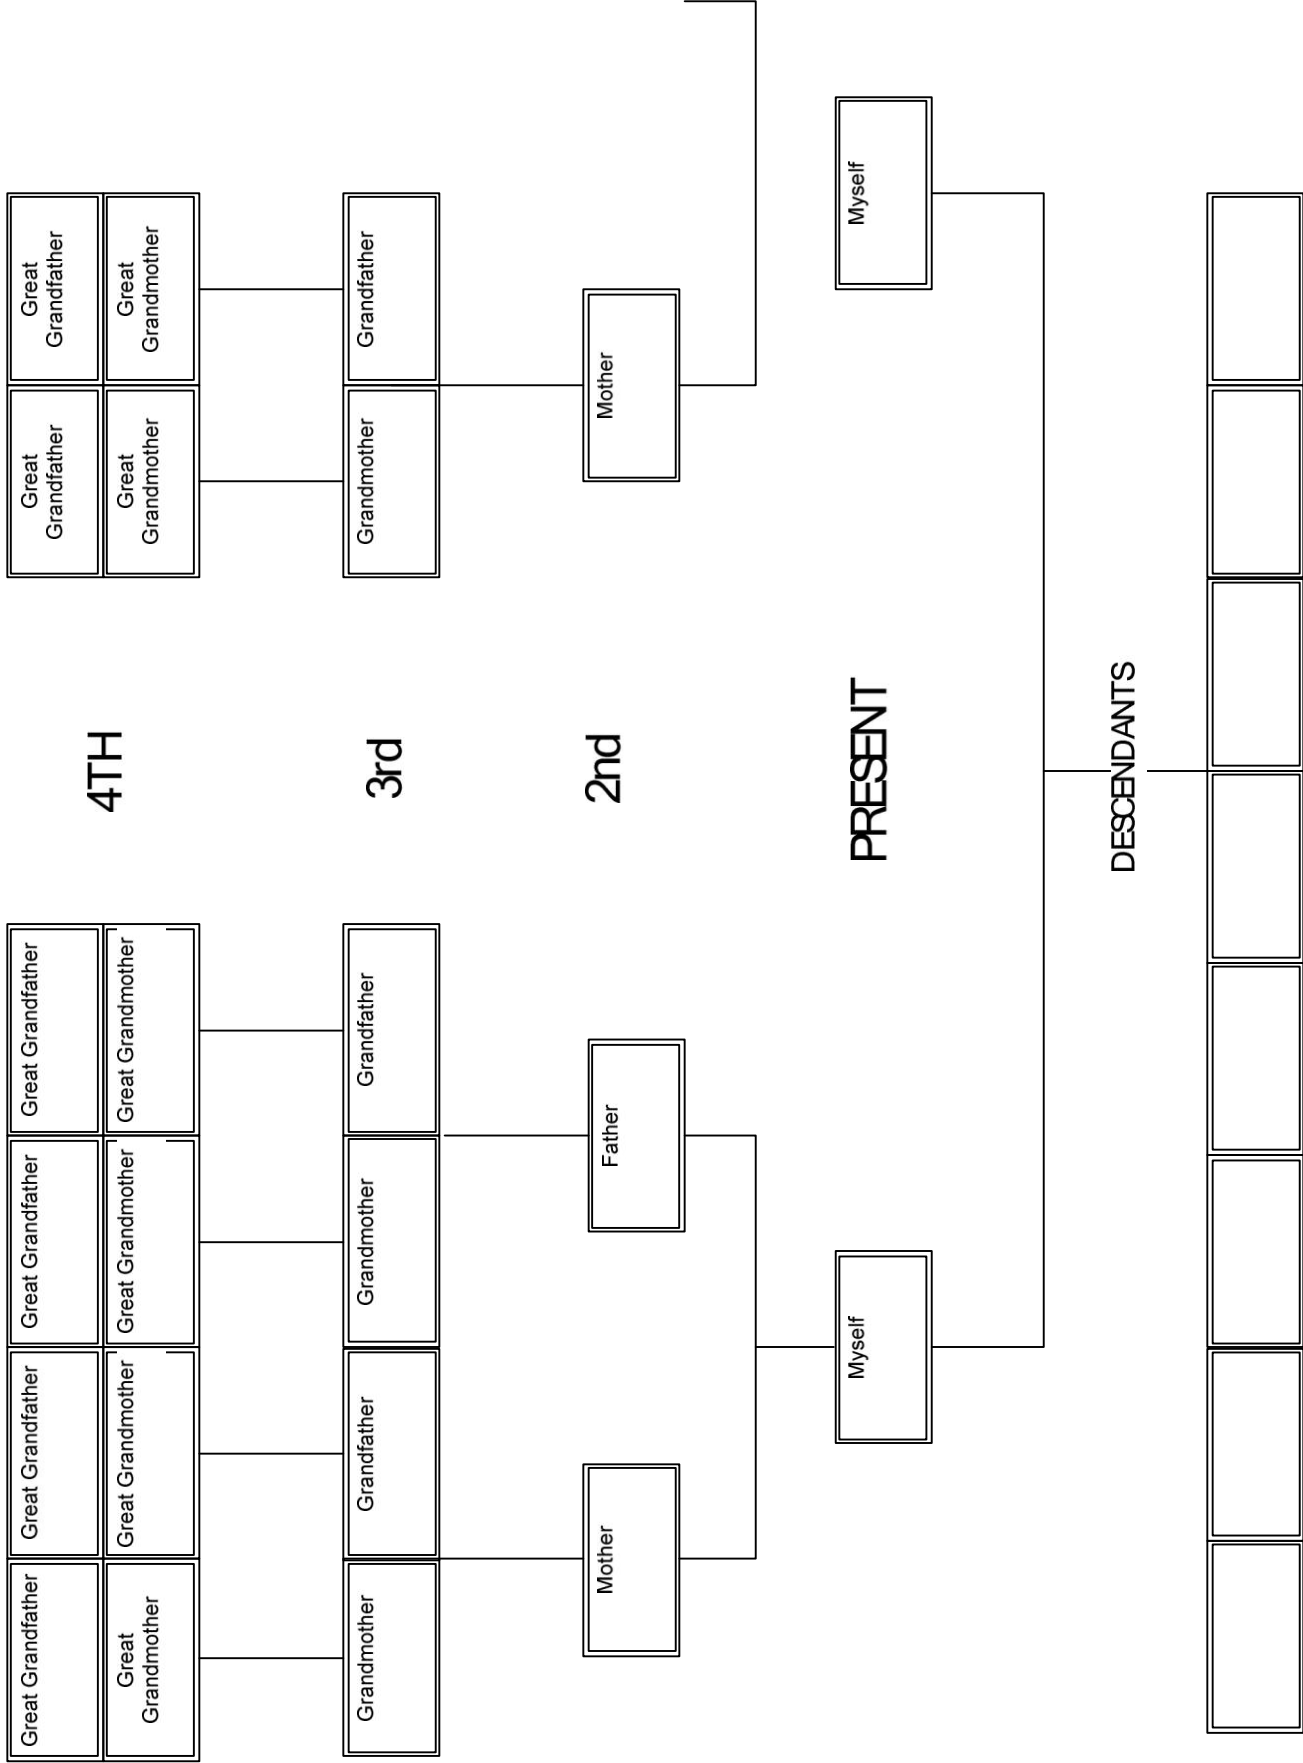 Great Grandfather
Great Grandfather
Great Grandfather
Great Grandfather
4TH
Great
Grandfather
Great
Grandfather
Great
Grandmother
Great Grandmother
Great Grandmother
Great Grandmother
Great
Grandmother
Great
Grandmother
Grandmother
Grandfather
Grandmother
Grandfather
3rd
Grandmother
Grandfather
Mother
Father
2nd
Mother
Myself
PRESENT
Myself
DESCENDANTS